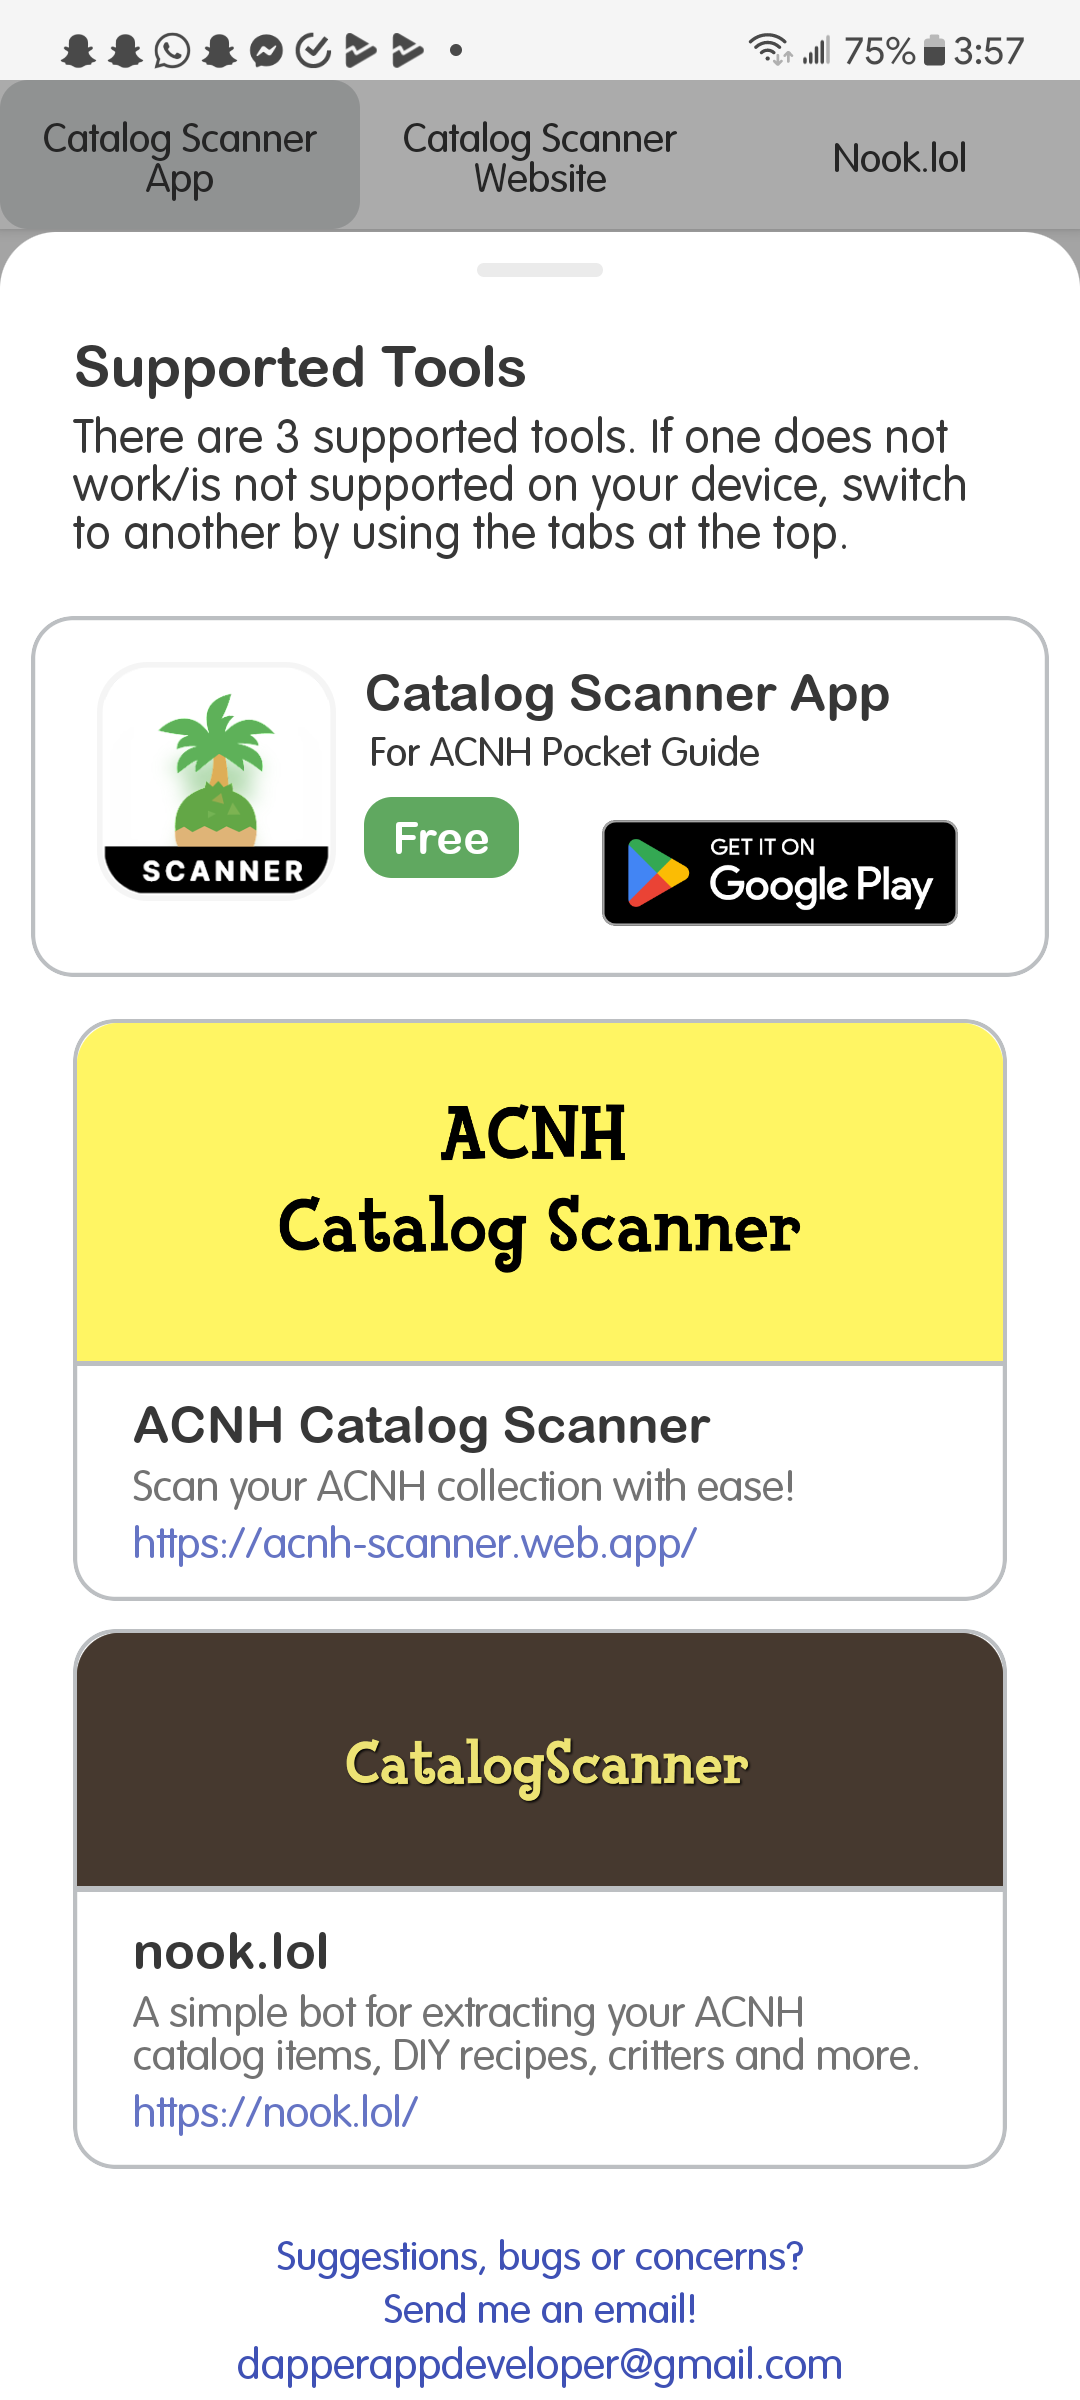 75% 3:57
Catalog Scanner
App
Catalog Scanner
Website
Nook.lol
Supported Tools
There are 3 supported tools. If one does not
work/is not supported on your device, switch
to another by using the tabs at the top.
SCANNER
Catalog Scanner App
For ACNH Pocket Guide
Free
GET IT ON
Google Play
ACNH
Catalog Scanner
ACNH Catalog Scanner
Scan your ACNH collection with ease!
https://acnh-scanner.web.app/
CatalogScanner
nook.lol
A simple bot for extracting your ACNH
catalog items, DIY recipes, critters and more.
https://nook.lol/
Suggestions, bugs or concerns?
Send me an email!
dapperappdeveloper@gmail.com